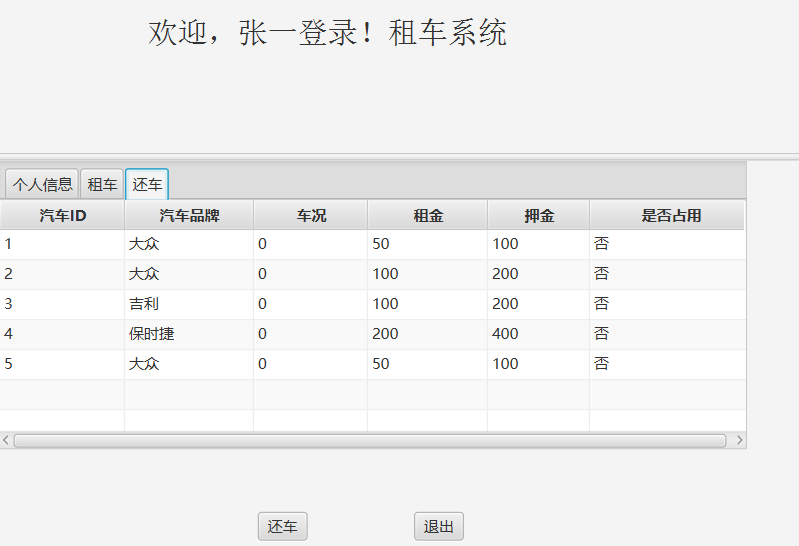 欢迎，张一登录！租车系统
个人信息 租车 还车
汽车ID 汽车品牌 车况 租金 押金 是否占用
1 大众 0 50 100 否
2 大众 0 100 200 否
3 吉利 0 100 200 否
4 保时捷 0 200 400 否
5 大众 0 50 100 否
还车 退出